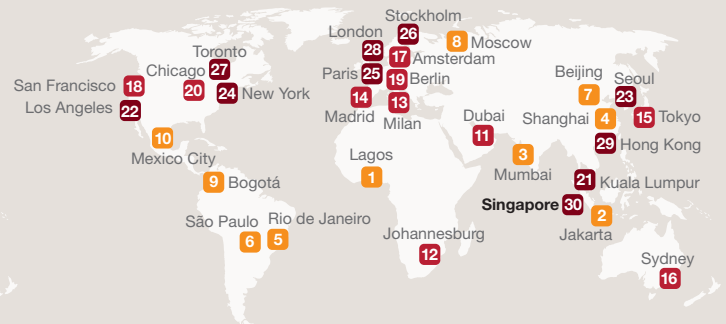 Stockholm
26
London
28
8 Moscow
17 Amsterdam
Toronto
27
Chicago
20
Paris 25
19 Berlin
San Francisco 18
24 New York
Los Angeles 22
14
Madrid
13
Milan
Beijing
7
Seoul
23
Shanghai 4
15 Tokyo
Dubai
11
29 Hong Kong
10
Mexico City
3
Mumbai
Lagos
1
9 Bogotá
21 Kuala Lumpur
Singapore 30
2
Jakarta
São Paulo
6
Rio de Janeiro
5
Johannesburg
12
Sydney
16